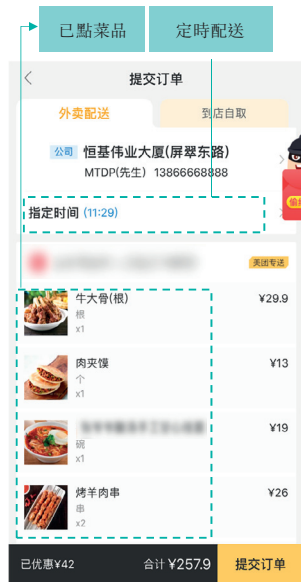 已點菜品
定時配送
提交订单
外卖配送
到店自取
公司 恒基伟业大厦(屏翠东路)
MTDP(先生) 13866668888
指定时间 (11:29)
美团专送
牛大骨(根) ¥29.9
根
x1
肉夹馍 ¥13
个
x1
¥19
碗
x1
烤羊肉串 ¥26
串
x2
已优惠¥42 合计 ¥257.9 提交订单